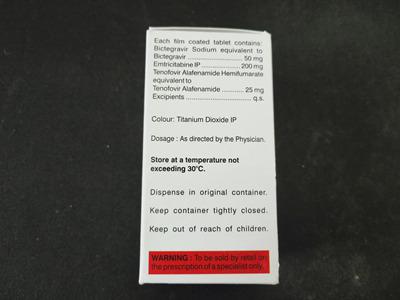 Each film coated tablet contains:
Bictegravir Sodium equivalent to
Bictegravir ........................ 50 mg
Emtricitabine IP ................ 200 mg
Tenofovir Alafenamide Hemifumarate
equivalent to
Tenofovir Alafenamide ........... 25 mg
Excipients ............................... q.s.
Colour: Titanium Dioxide IP
Dosage : As directed by the Physician.
Store at a temperature not
exceeding 30°C.
Dispense in original container.
Keep container tightly closed.
Keep out of reach of children.
WARNING : To be sold by retail on
the prescription of a specialist only.